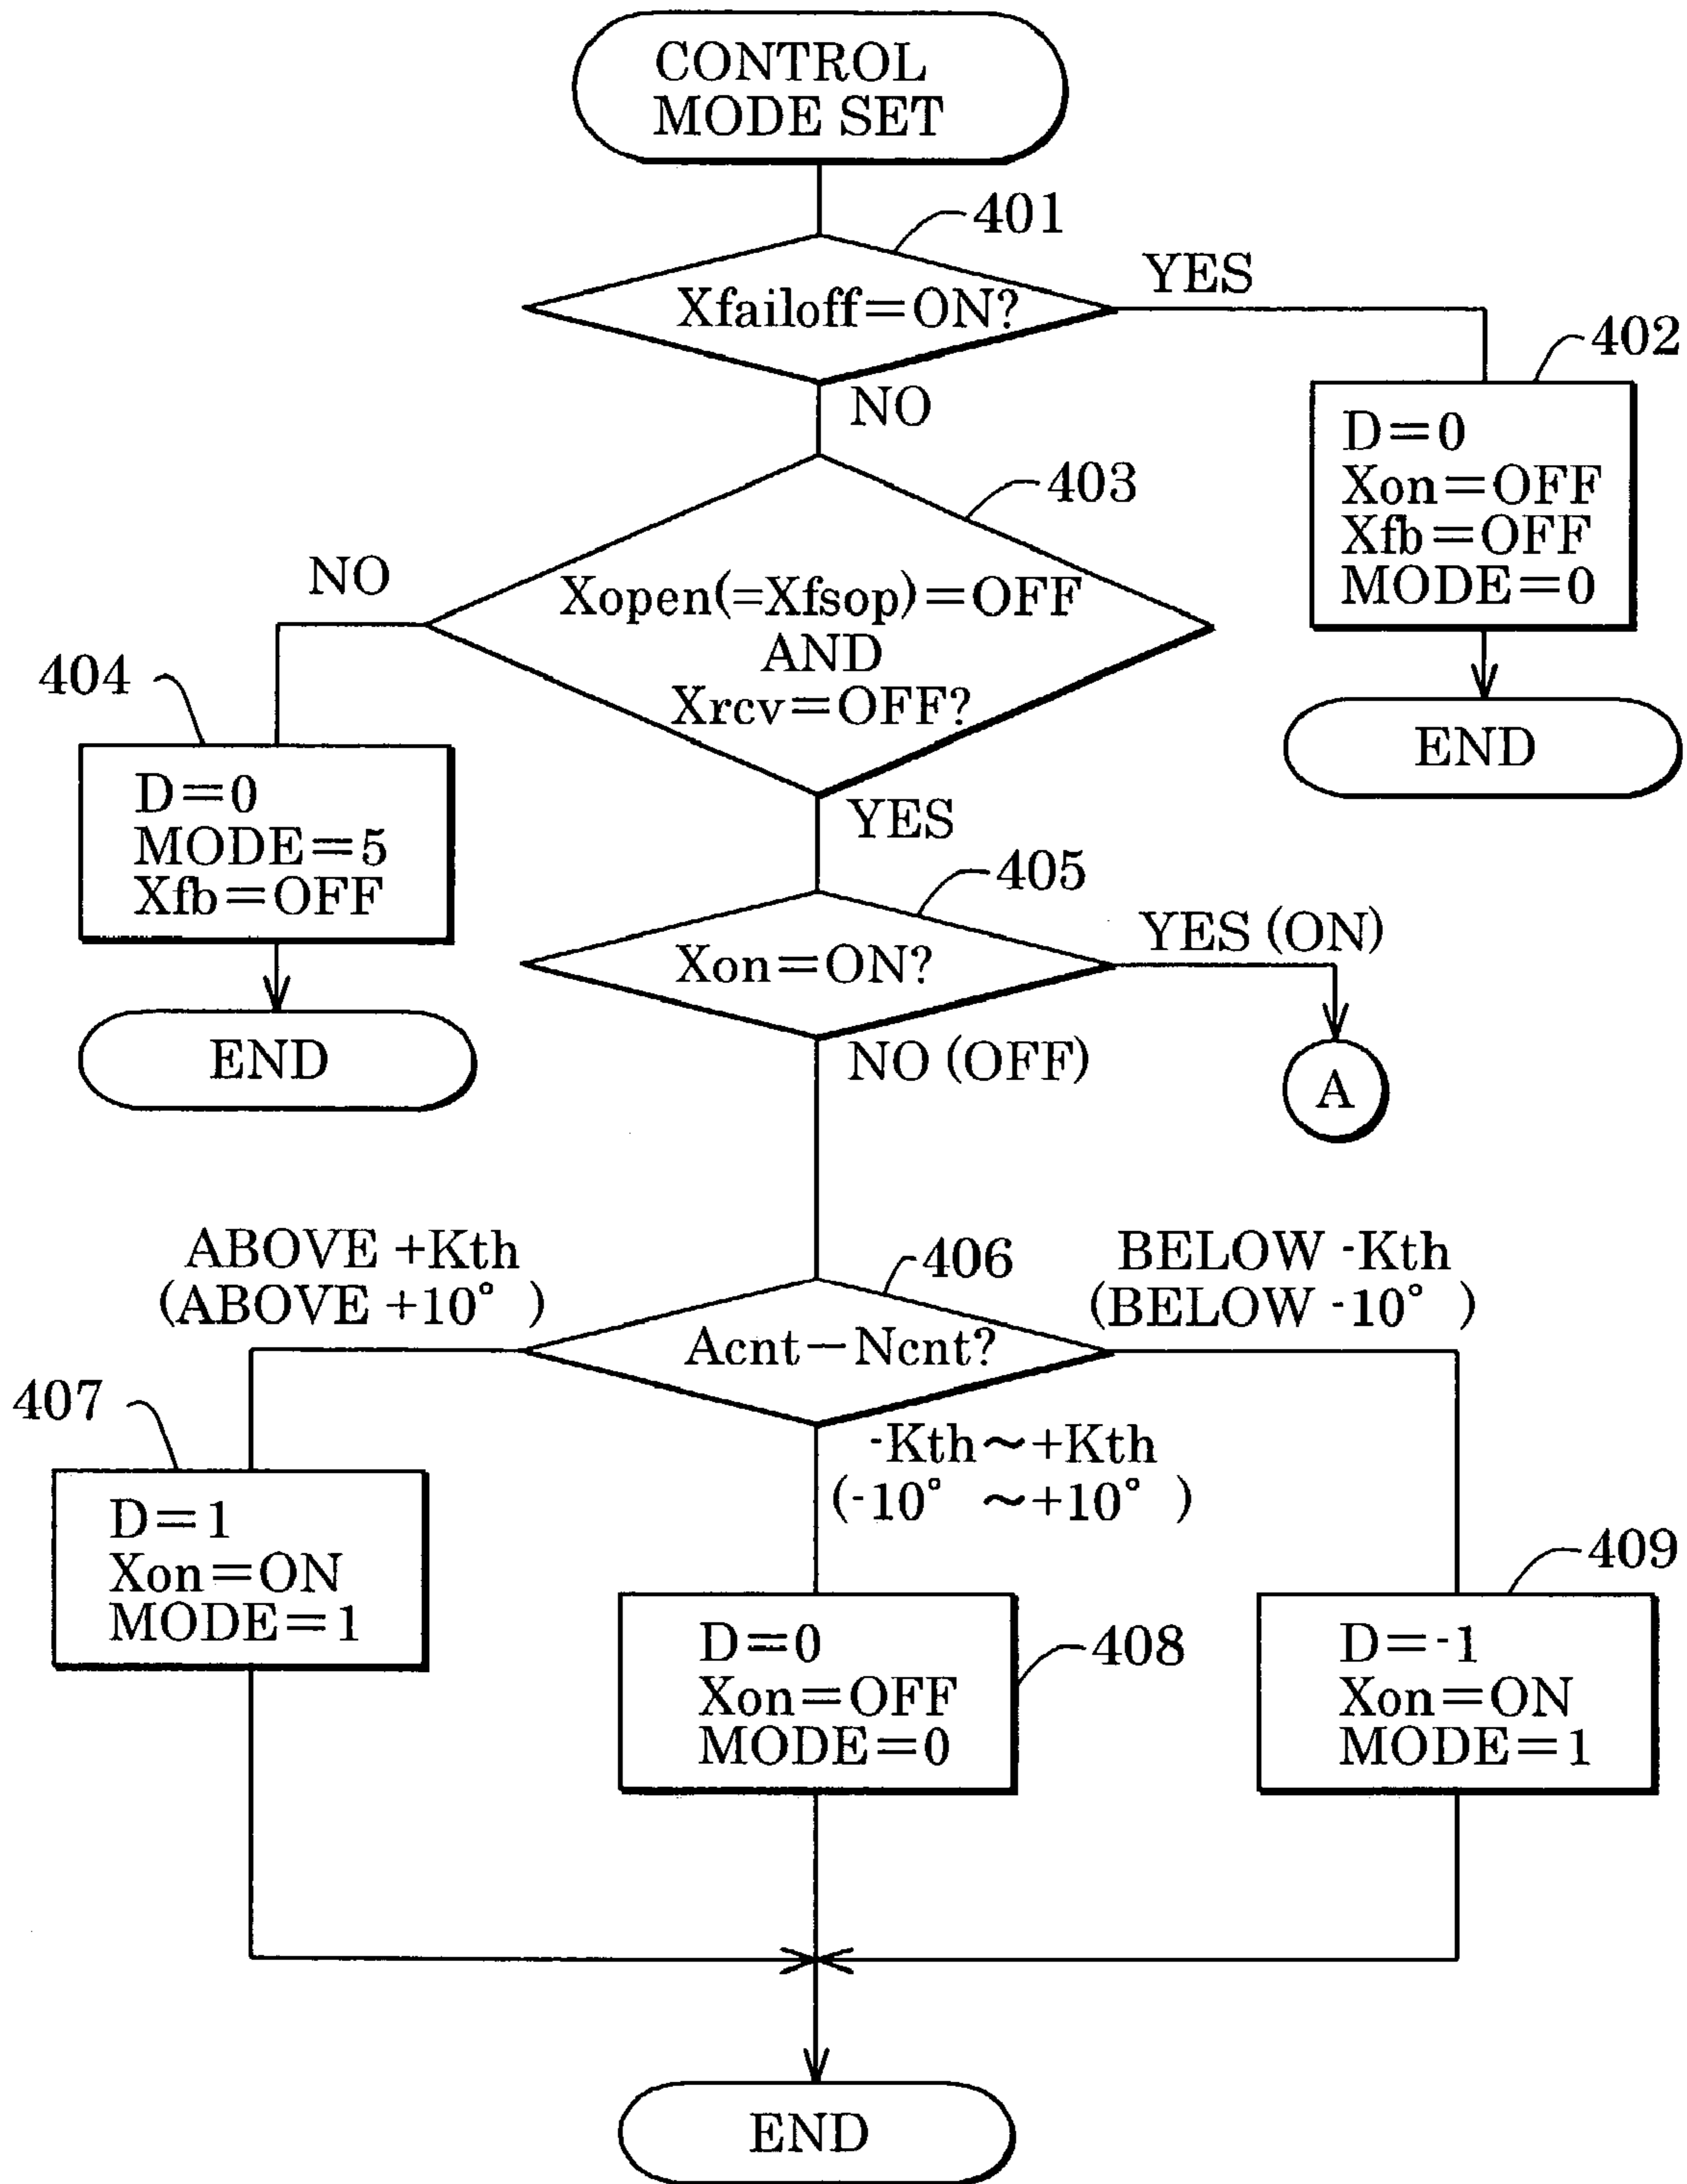 CONTROL
MODE SET
401
Xfailoff=ON?
YES
NO
402
D=0
Xon=OFF
Xfb=OFF
MODE=0
END
403
Xopen(=Xfsop)=OFF
AND
Xrcv=OFF?
NO
404
D=0
MODE=5
Xfb=OFF
END
YES
405
Xon=ON?
YES (ON)
A
NO (OFF)
406
Acnt−Ncnt?
ABOVE +Kth
(ABOVE +10° )
BELOW -Kth
(BELOW -10° )
-Kth～+Kth
(-10° ～+10° )
407
D=1
Xon=ON
MODE=1
408
D=0
Xon=OFF
MODE=0
409
D=-1
Xon=ON
MODE=1
END